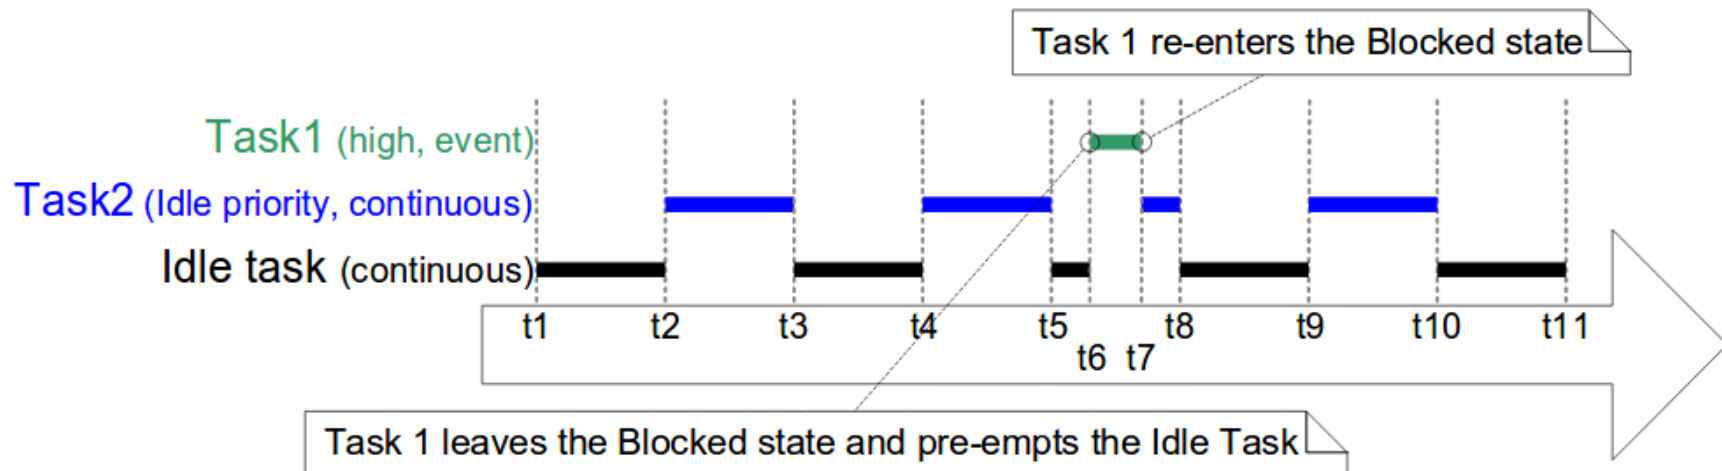 Task 1 re-enters the Blocked state
Task1 (high, event)
Task2 (Idle priority, continuous)
Idle task (continuous)
t1 t2 t3 t4 t5 t8 t9 t10 t11
t6 t7
Task 1 leaves the Blocked state and pre-empts the Idle Task